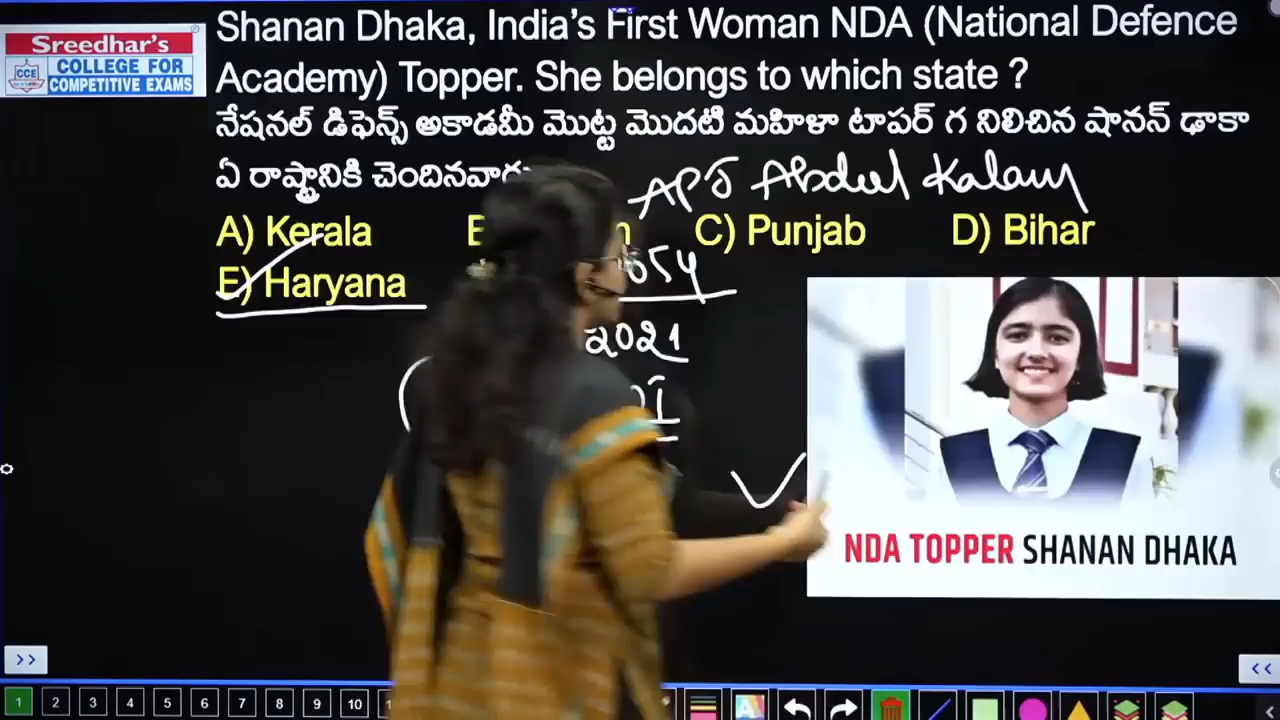 Sreedhar's
CCE
COLLEGE FOR
COMPETITIVE EXAMS
Shanan Dhaka, India's First Woman NDA (National Defence
Academy) Topper. She belongs to which state ?
నేషనల్ డిఫెన్స్ అకాడమీ మొట్ట మొదటి మహిళా టాపర్ గ నిలిచిన షానన్ ఢాకా
ఏ రాష్ట్రానికి
APJ Abdul Kalam
A) Kerala C) Punjab D) Bihar
E) Haryana
2021
NDA TOPPER SHANAN DHAKA
>> <<
1 2 3 4 5 6 7 8 9 10